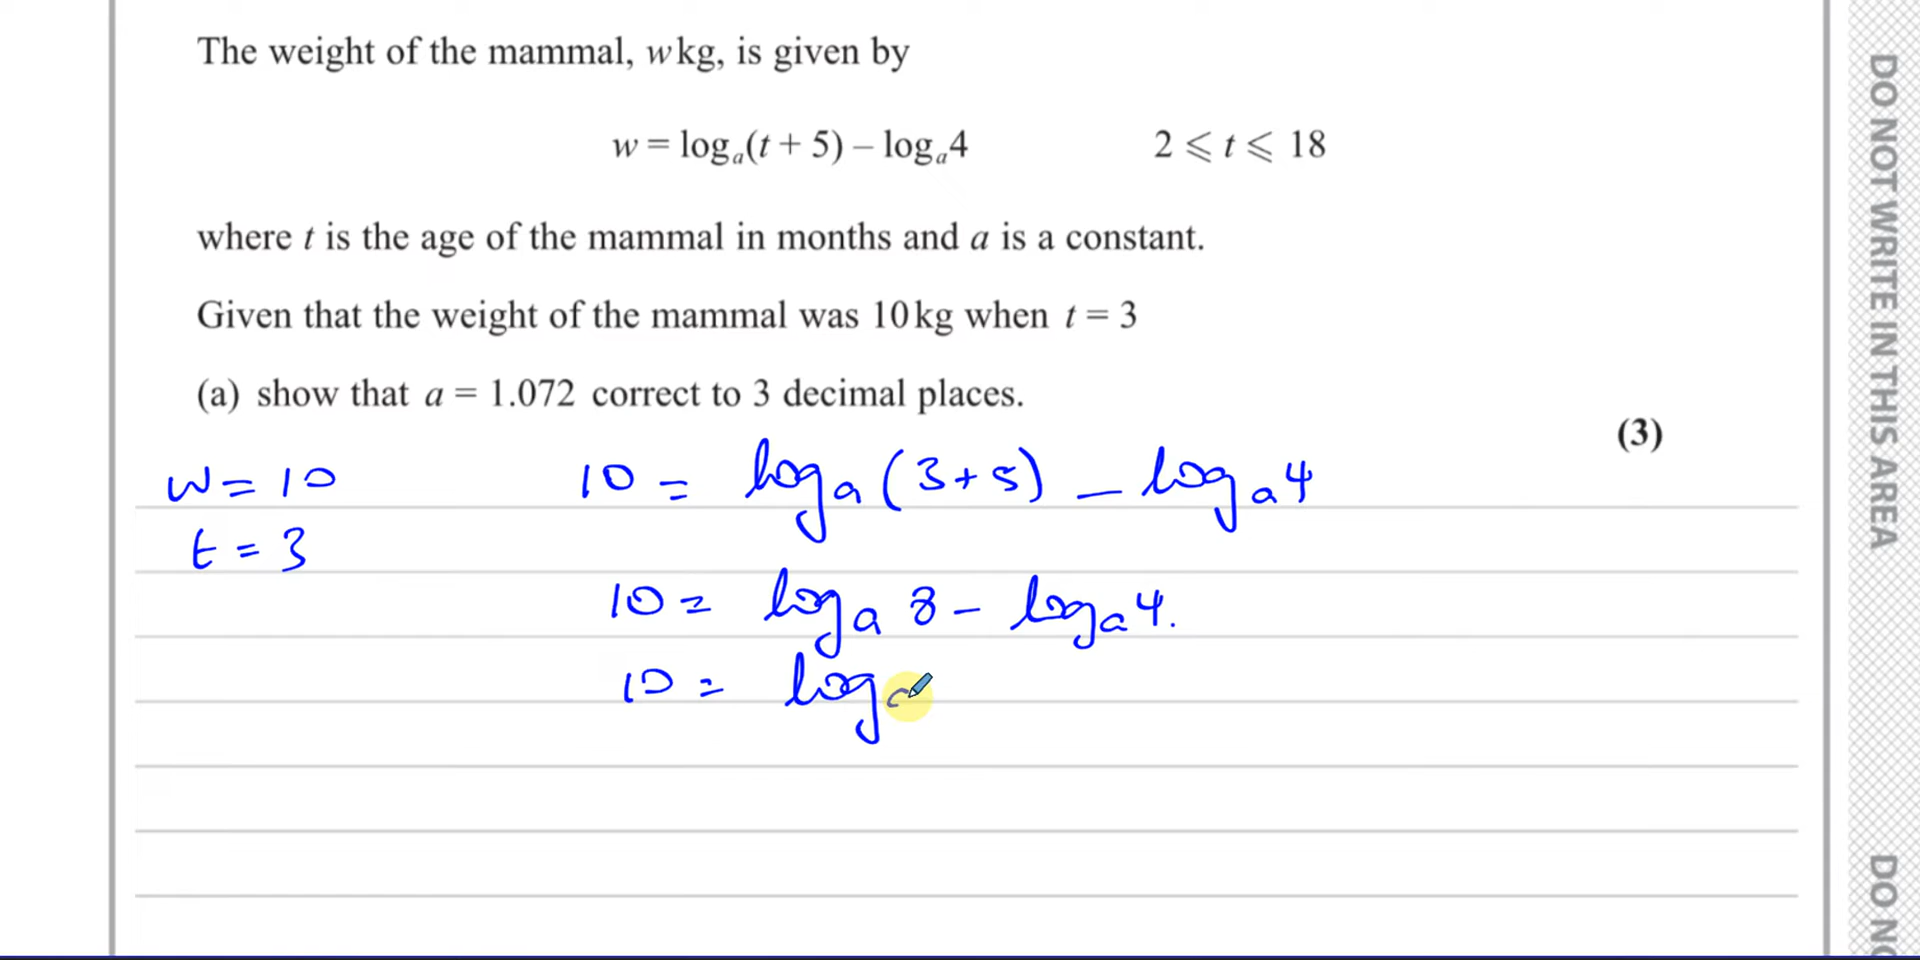 The weight of the mammal, w kg, is given by
w = logₐ(t + 5) – logₐ4 2 ⩽ t ⩽ 18
where t is the age of the mammal in months and a is a constant.
Given that the weight of the mammal was 10 kg when t = 3
(a) show that a = 1.072 correct to 3 decimal places.
(3)
w = 10 10 = logₐ(3+5) – logₐ4
t = 3
10 = logₐ 8 – logₐ4.
10 = log
DO NOT WRITE IN THIS AREA